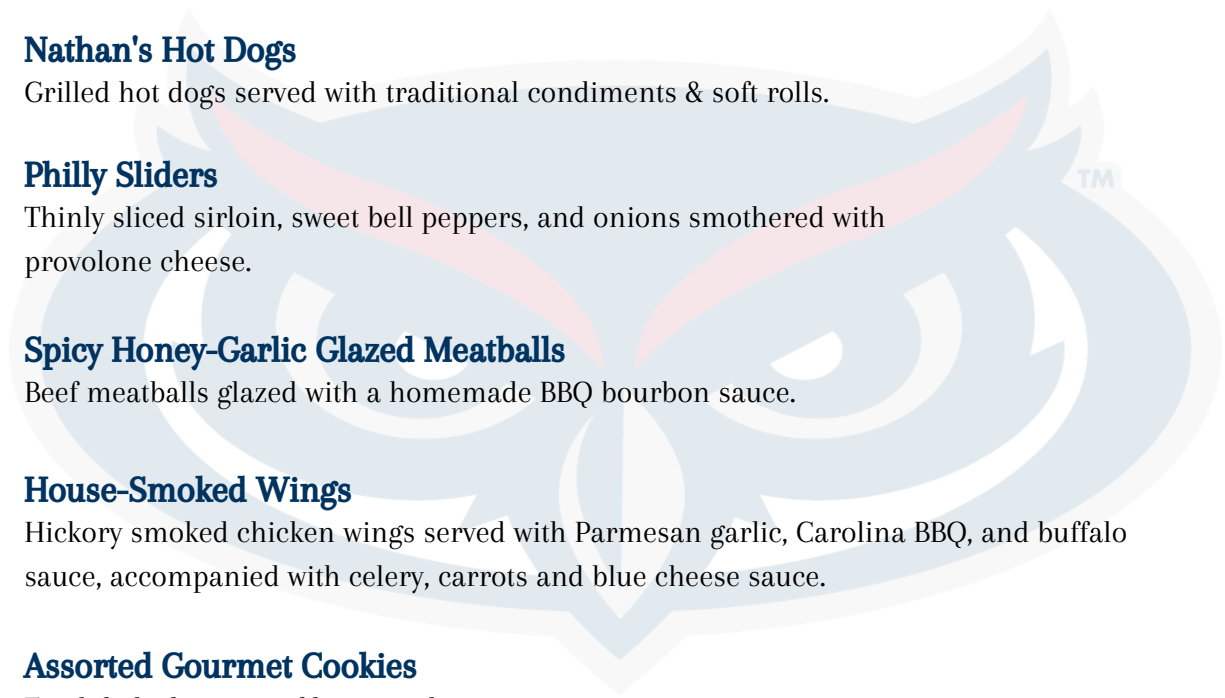 Nathan's Hot Dogs
Grilled hot dogs served with traditional condiments & soft rolls.
Philly Sliders
TM
Thinly sliced sirloin, sweet bell peppers, and onions smothered with
provolone cheese.
Spicy Honey-Garlic Glazed Meatballs
Beef meatballs glazed with a homemade BBQ bourbon sauce.
House-Smoked Wings
Hickory smoked chicken wings served with Parmesan garlic, Carolina BBQ, and buffalo
sauce, accompanied with celery, carrots and blue cheese sauce.
Assorted Gourmet Cookies